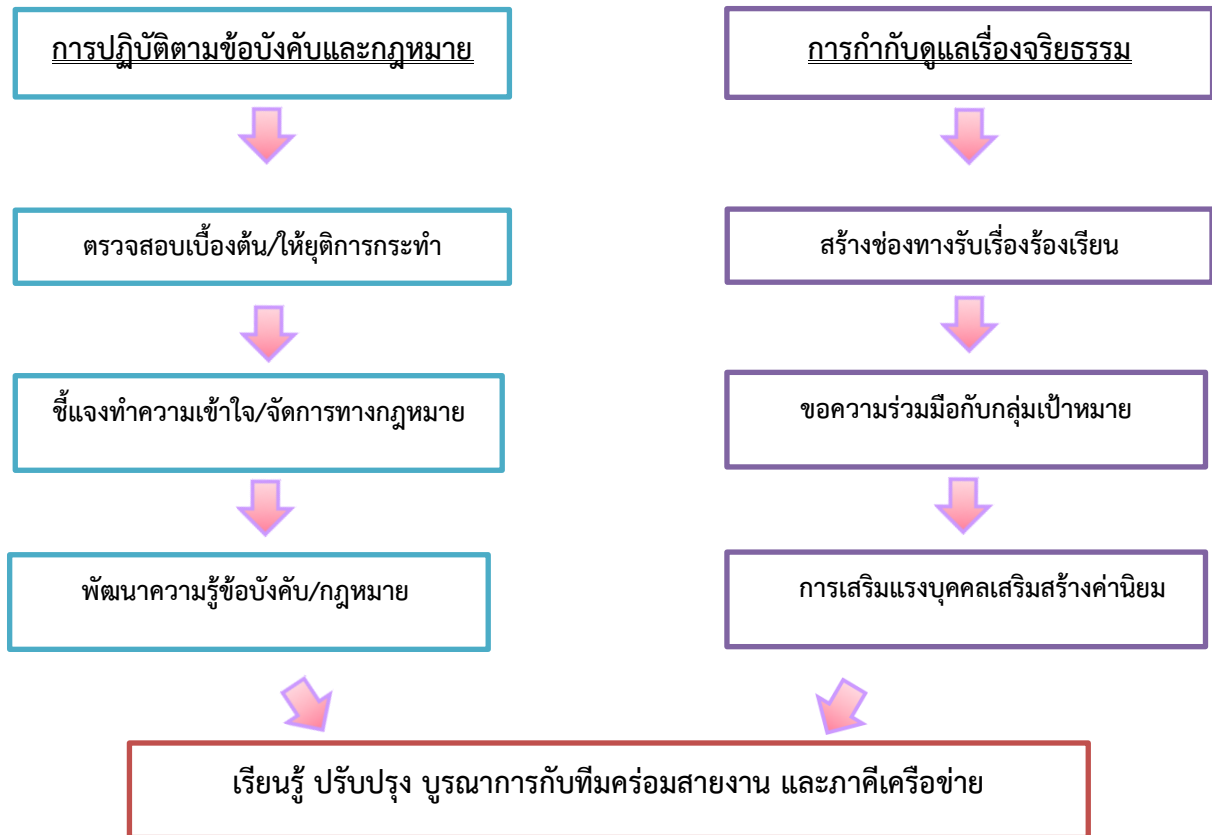 การปฏิบัติตามข้อบังคับและกฎหมาย
ตรวจสอบเบื้องต้น/ให้ยุติการกระทำ
ชี้แจงทำความเข้าใจ/จัดการทางกฎหมาย
พัฒนาความรู้ข้อบังคับ/กฎหมาย
การกำกับดูแลเรื่องจริยธรรม
สร้างช่องทางรับเรื่องร้องเรียน
ขอความร่วมมือกับกลุ่มเป้าหมาย
การเสริมแรงบุคคลเสริมสร้างค่านิยม
เรียนรู้ ปรับปรุง บูรณาการกับทีมคร่อมสายงาน และภาคีเครือข่าย